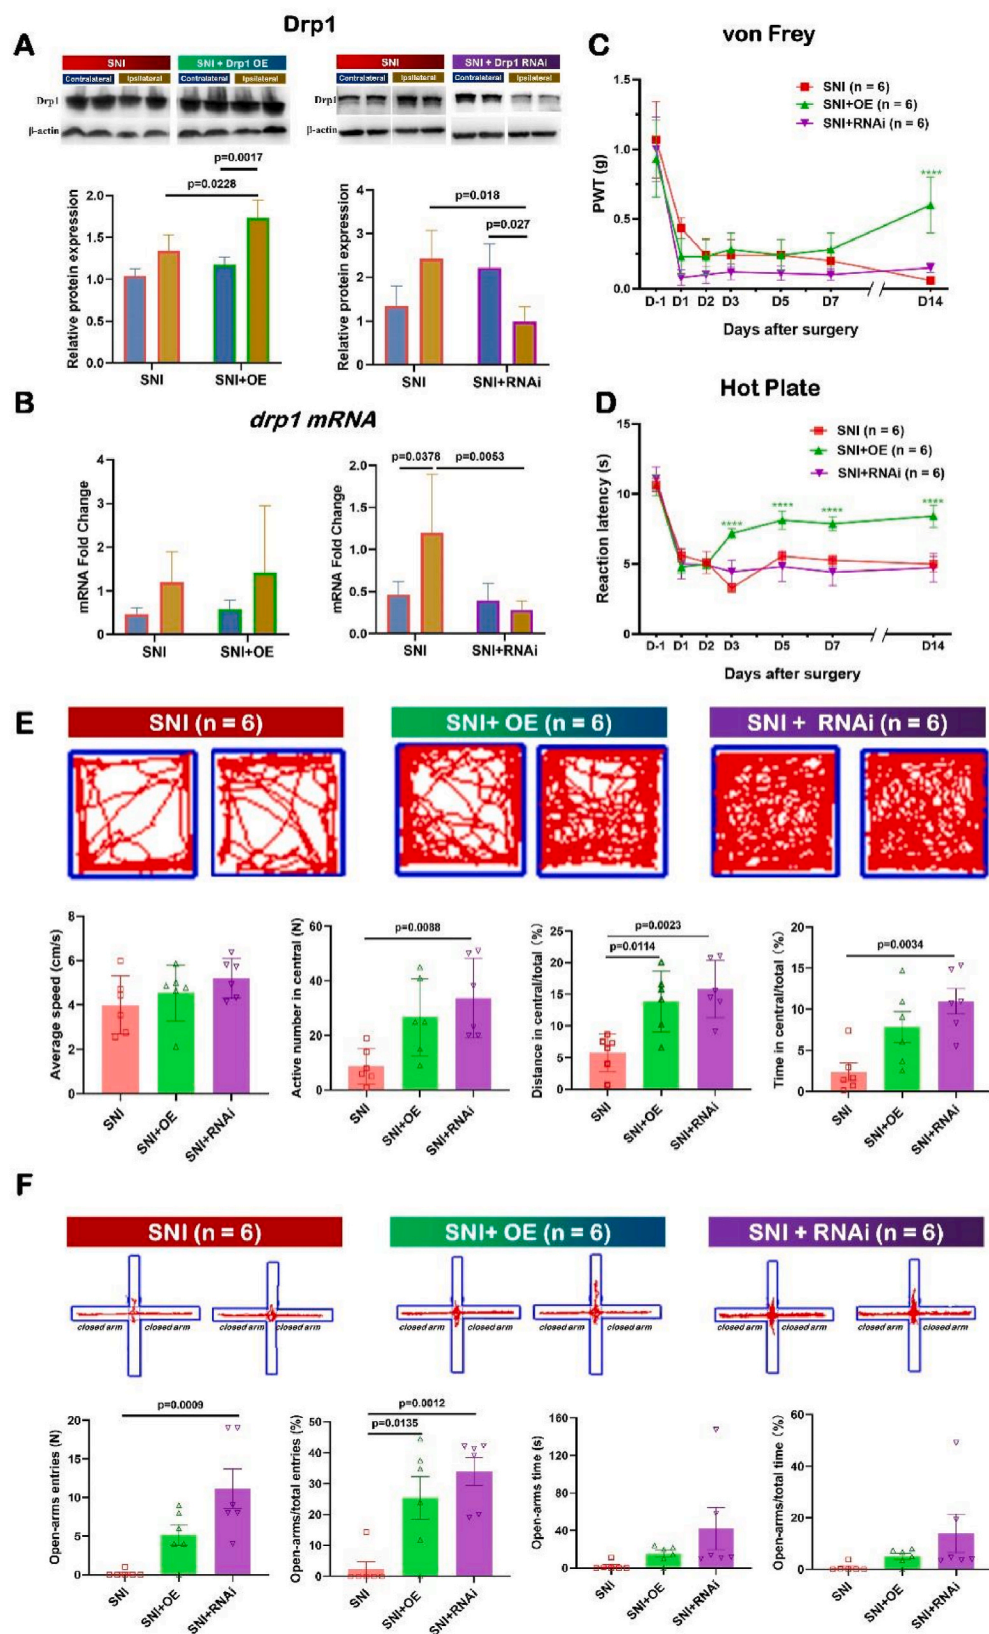 A
Drp1
SNI
SNI + Drp1 OE
SNI
SNI + Drp1 RNAi
Contralateral
Ipsilateral
Contralateral
Ipsilateral
Contralateral
Ipsilateral
Contralateral
Ipsilateral
Drp1
β-actin
Drp1
β-actin
p=0.0017
p=0.0228
Relative protein expression
2.0
1.5
1.0
0.5
0.0
SNI
SNI+OE
p=0.018
p=0.027
Relative protein expression
4
3
2
1
0
SNI
SNI+RNAi
B
drp1 mRNA
mRNA Fold Change
4
3
2
1
0
SNI
SNI+OE
p=0.0378
p=0.0053
mRNA Fold Change
2.0
1.5
1.0
0.5
0.0
SNI
SNI+RNAi
C
von Frey
SNI (n = 6)
SNI+OE (n = 6)
SNI+RNAi (n = 6)
****
PWT (g)
1.5
1.0
0.5
0.0
D-1
D1
D2
D3
D5
D7
D14
Days after surgery
D
Hot Plate
SNI (n = 6)
SNI+OE (n = 6)
SNI+RNAi (n = 6)
****
****
****
****
Reaction latency (s)
15
10
5
0
D-1
D1
D2
D3
D5
D7
D14
Days after surgery
E
SNI (n = 6)
SNI+ OE (n = 6)
SNI + RNAi (n = 6)
Average speed (cm/s)
8
6
4
2
0
SNI
SNI+OE
SNI+RNAi
p=0.0088
Active number in central (N)
60
40
20
0
SNI
SNI+OE
SNI+RNAi
p=0.0023
p=0.0114
Distance in central/total (%)
25
20
15
10
5
0
SNI
SNI+OE
SNI+RNAi
p=0.0034
Time in central/total (%)
20
15
10
5
0
SNI
SNI+OE
SNI+RNAi
F
SNI (n = 6)
SNI+ OE (n = 6)
SNI + RNAi (n = 6)
closed arm
closed arm
closed arm
closed arm
closed arm
closed arm
closed arm
closed arm
closed arm
closed arm
closed arm
closed arm
p=0.0009
Open-arms entries (N)
20
15
10
5
0
SNI
SNI+OE
SNI+RNAi
p=0.0012
p=0.0135
Open-arms/total entries (%)
50
40
30
20
10
0
SNI
SNI+OE
SNI+RNAi
Open-arms time (s)
160
120
80
40
0
SNI
SNI+OE
SNI+RNAi
Open-arms/total time (%)
60
40
20
0
SNI
SNI+OE
SNI+RNAi